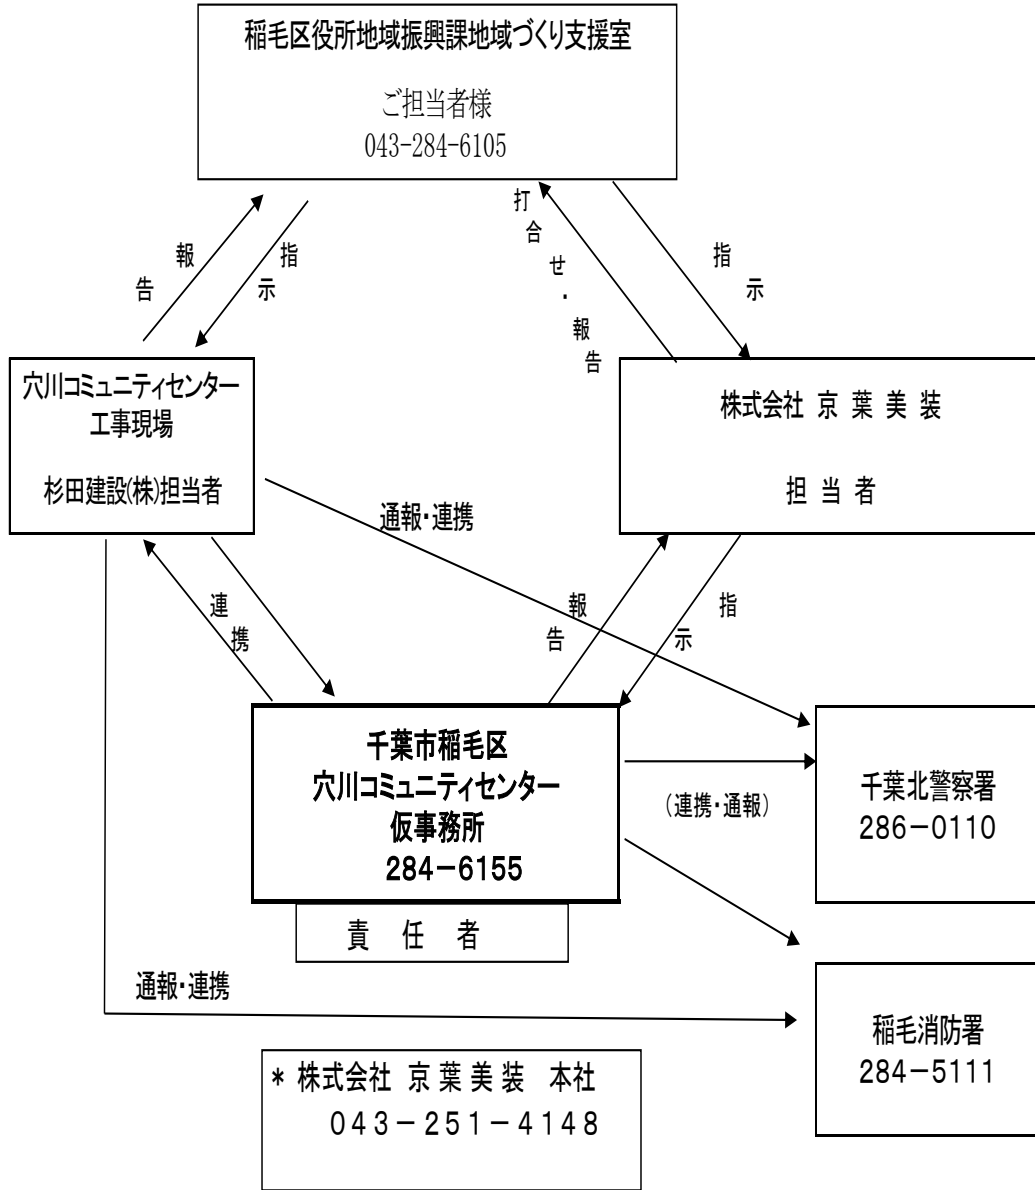 稲毛区役所地域振興課地域づくり支援室
ご担当者様
043-284-6105
報告
指示
打合せ・報告
指示
穴川コミュニティセンター
工事現場
杉田建設(株)担当者
株式会社 京 葉 美 装
担 当 者
通報・連携
連携
報告
指示
千葉市稲毛区
穴川コミュニティセンター
仮事務所
284−6155
責 任 者
(連携・通報)
千葉北警察署
286−0110
通報・連携
稲毛消防署
284−5111
* 株式会社 京 葉 美 装 本社
043−251−4148